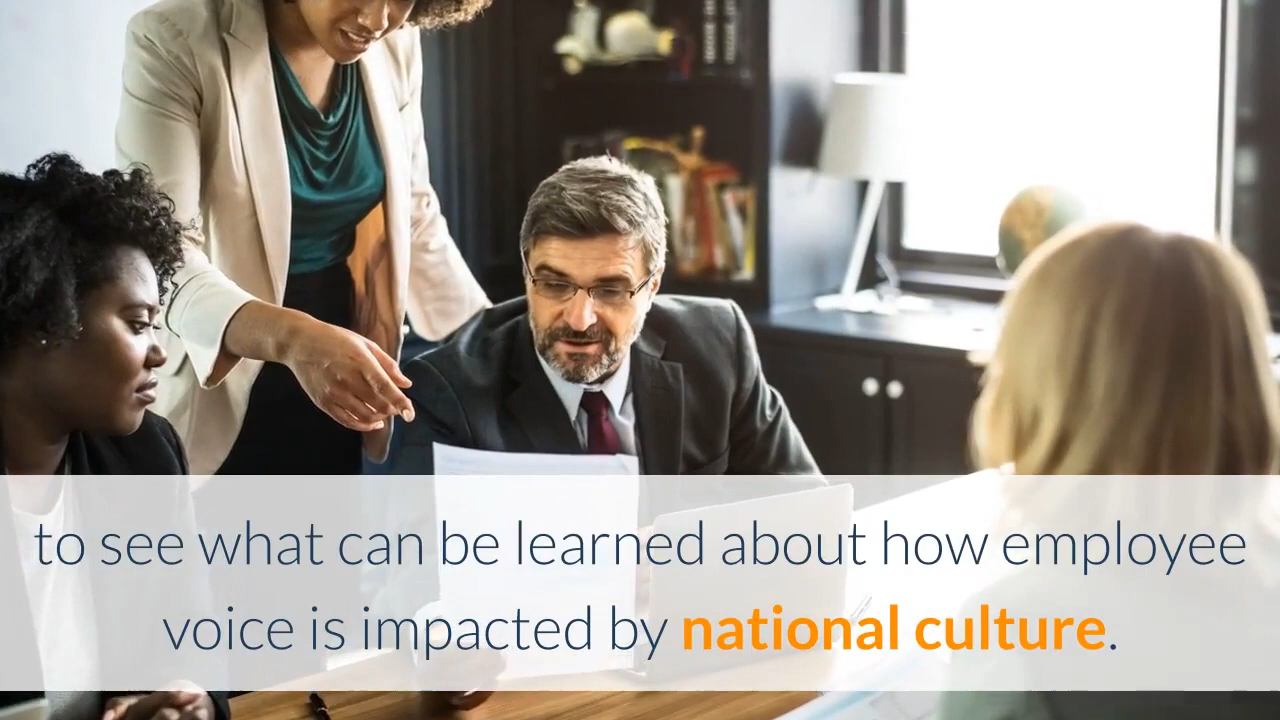 to see what can be learned about how employee
voice is impacted by national culture.